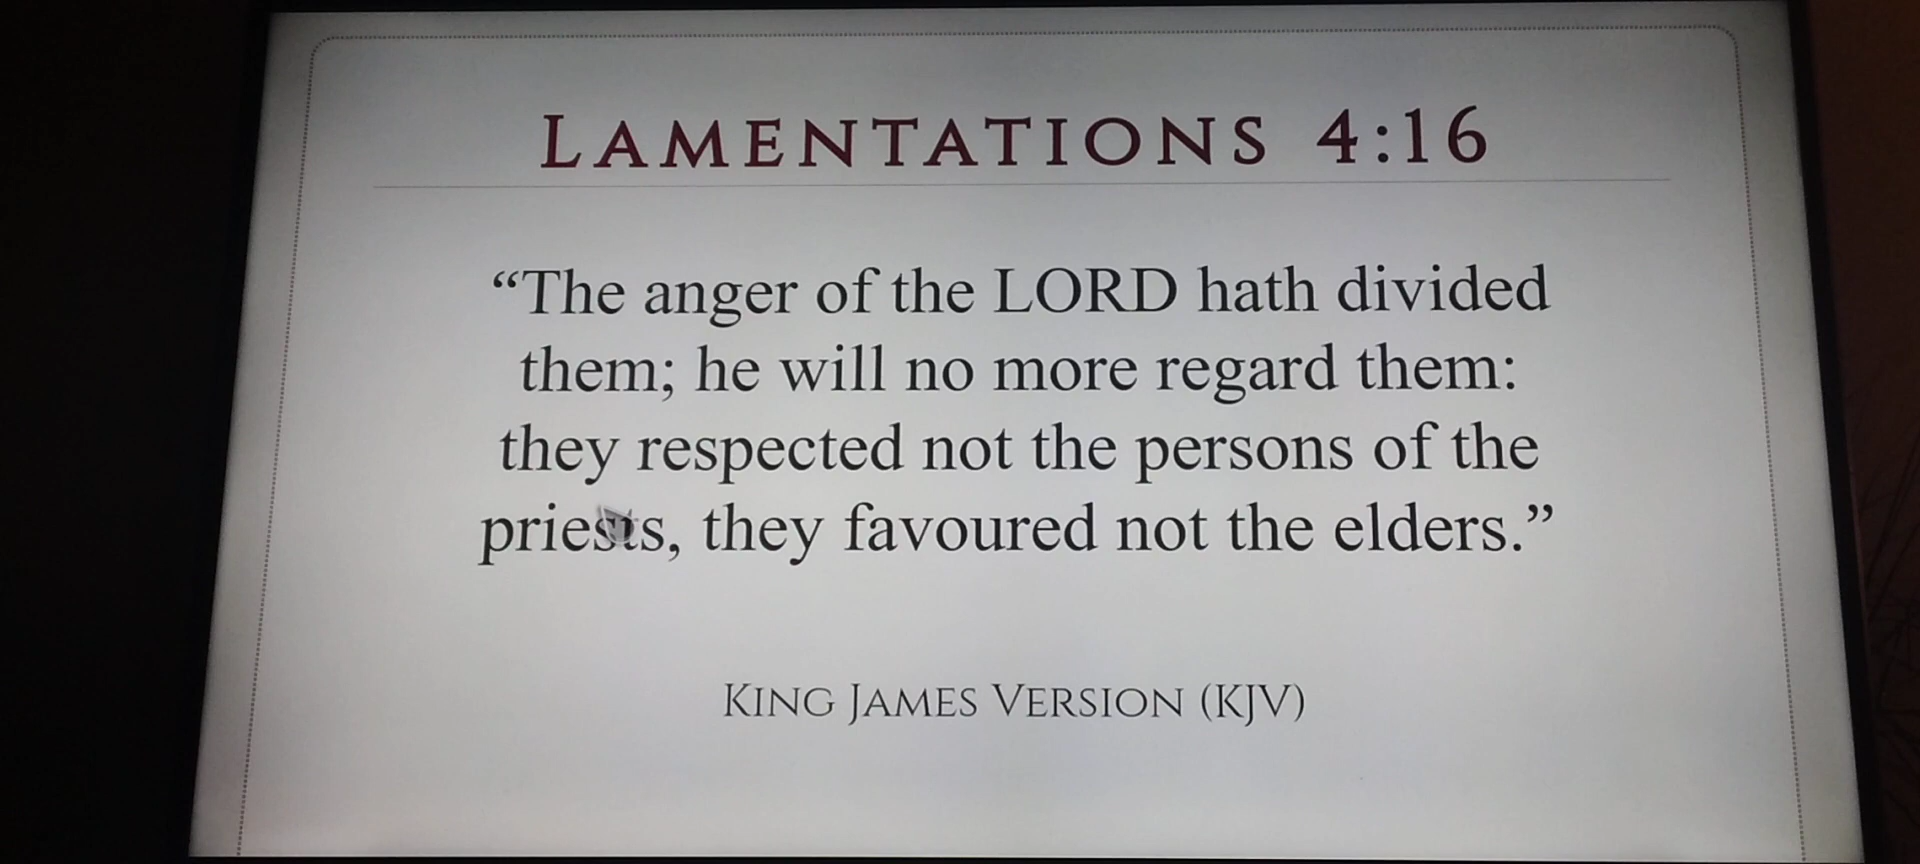 LAMENTATIONS 4:16
“The anger of the LORD hath divided
them; he will no more regard them:
they respected not the persons of the
priests, they favoured not the elders.”
KING JAMES VERSION (KJV)